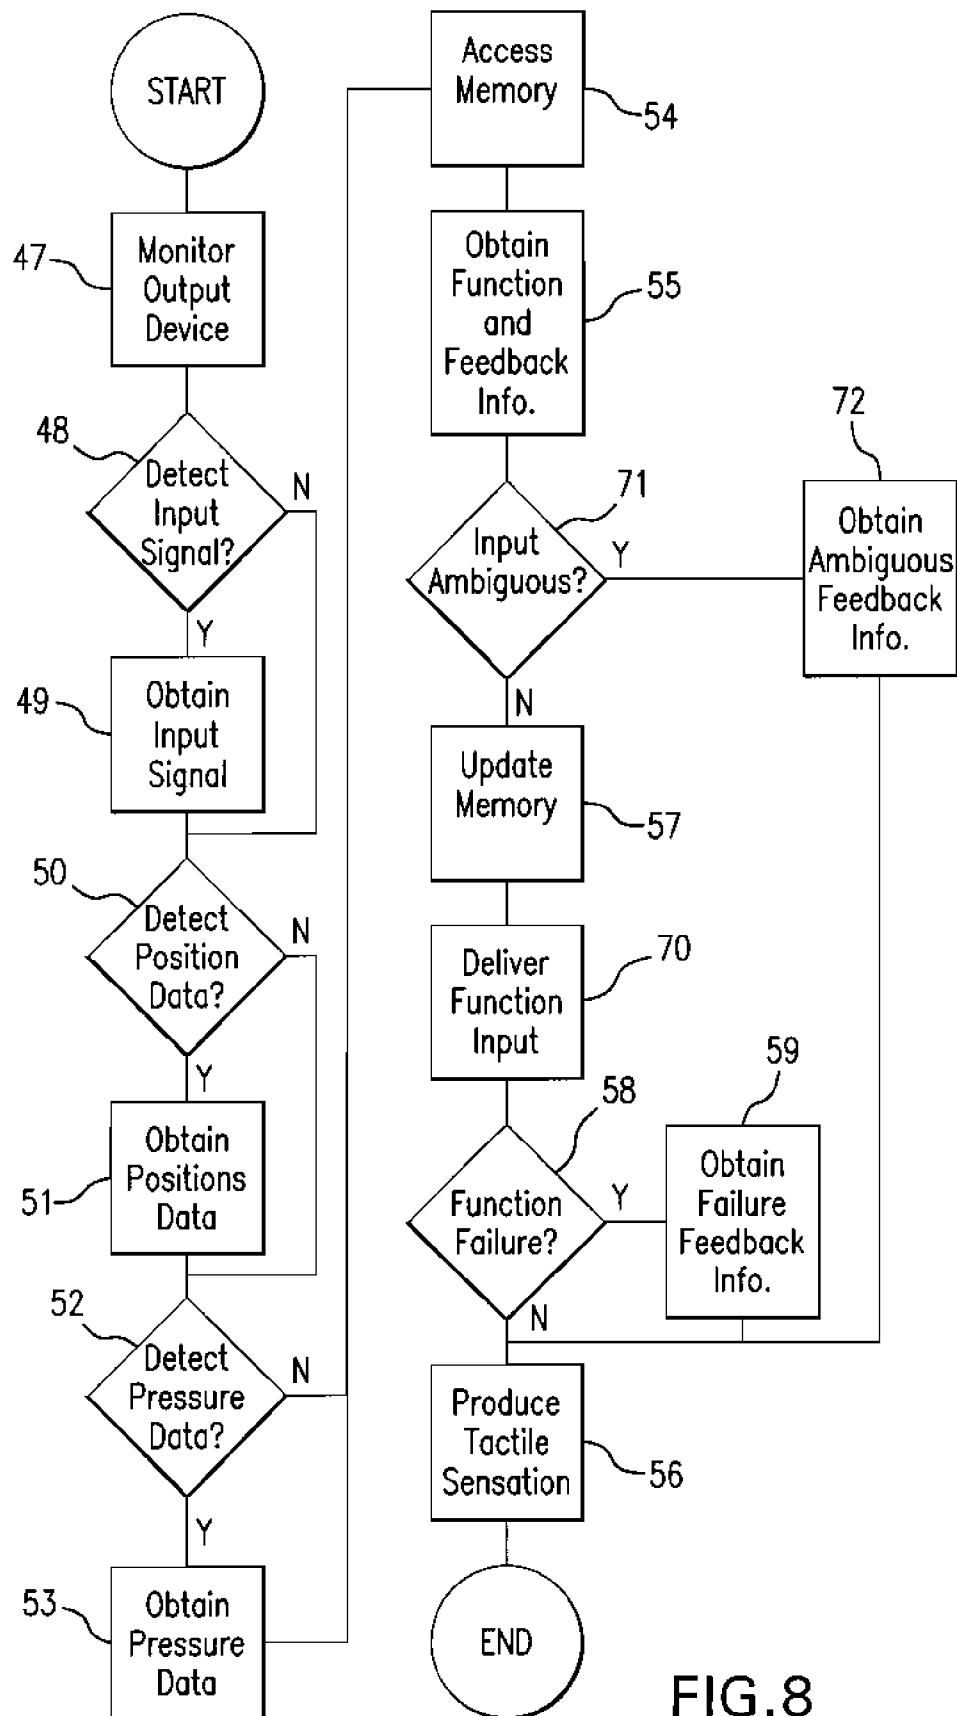 START
47
Monitor
Output
Device
48
Detect
Input
Signal?
N
Y
49
Obtain
Input
Signal
50
Detect
Position
Data?
N
Y
51
Obtain
Positions
Data
52
Detect
Pressure
Data?
N
Y
53
Obtain
Pressure
Data
Access
Memory
54
Obtain
Function
and
Feedback
Info.
55
71
Input
Ambiguous?
Y
N
72
Obtain
Ambiguous
Feedback
Info.
Update
Memory
57
Deliver
Function
Input
70
58
Function
Failure?
Y
N
59
Obtain
Failure
Feedback
Info.
Produce
Tactile
Sensation
56
END
FIG.8